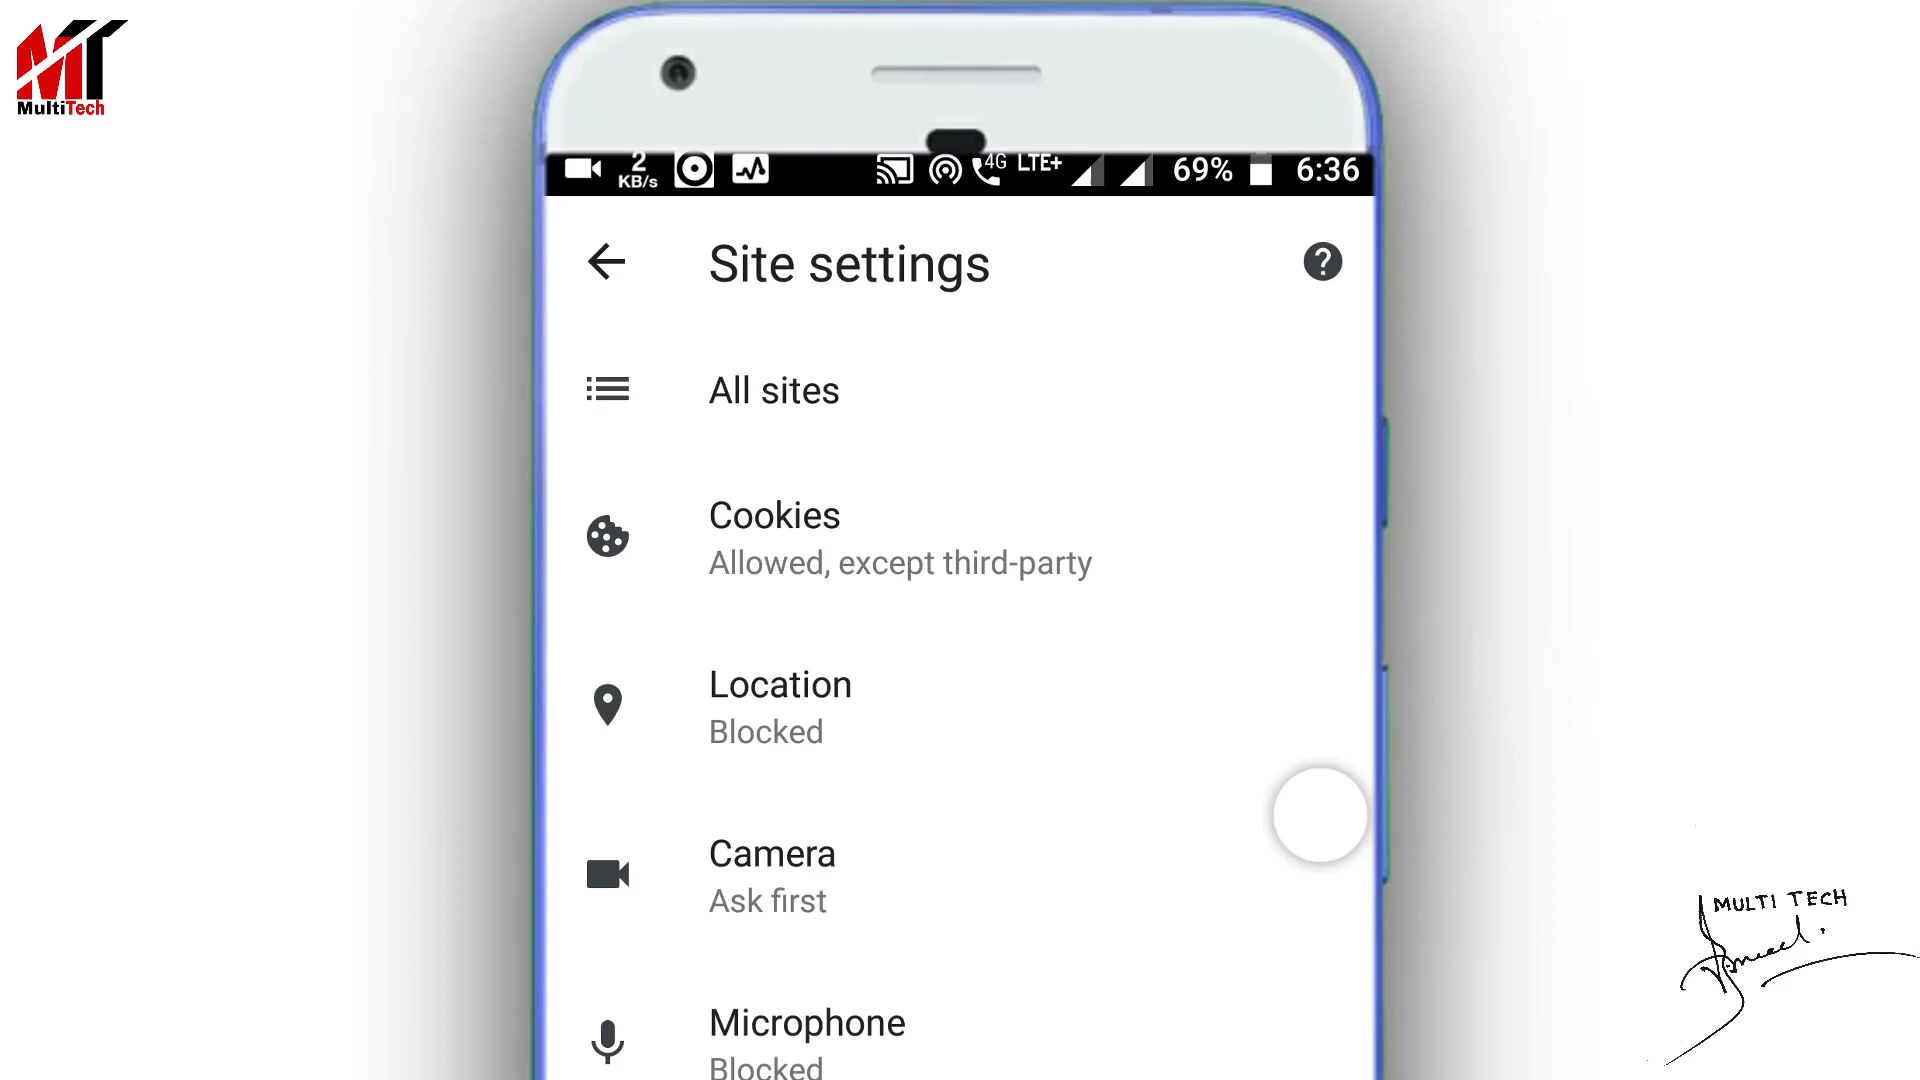 MultiTech
2
KB/s
4G LTE+ 69% 6:36
Site settings
All sites
Cookies
Allowed, except third-party
Location
Blocked
Camera
Ask first
Microphone
Blocked
MULTI TECH